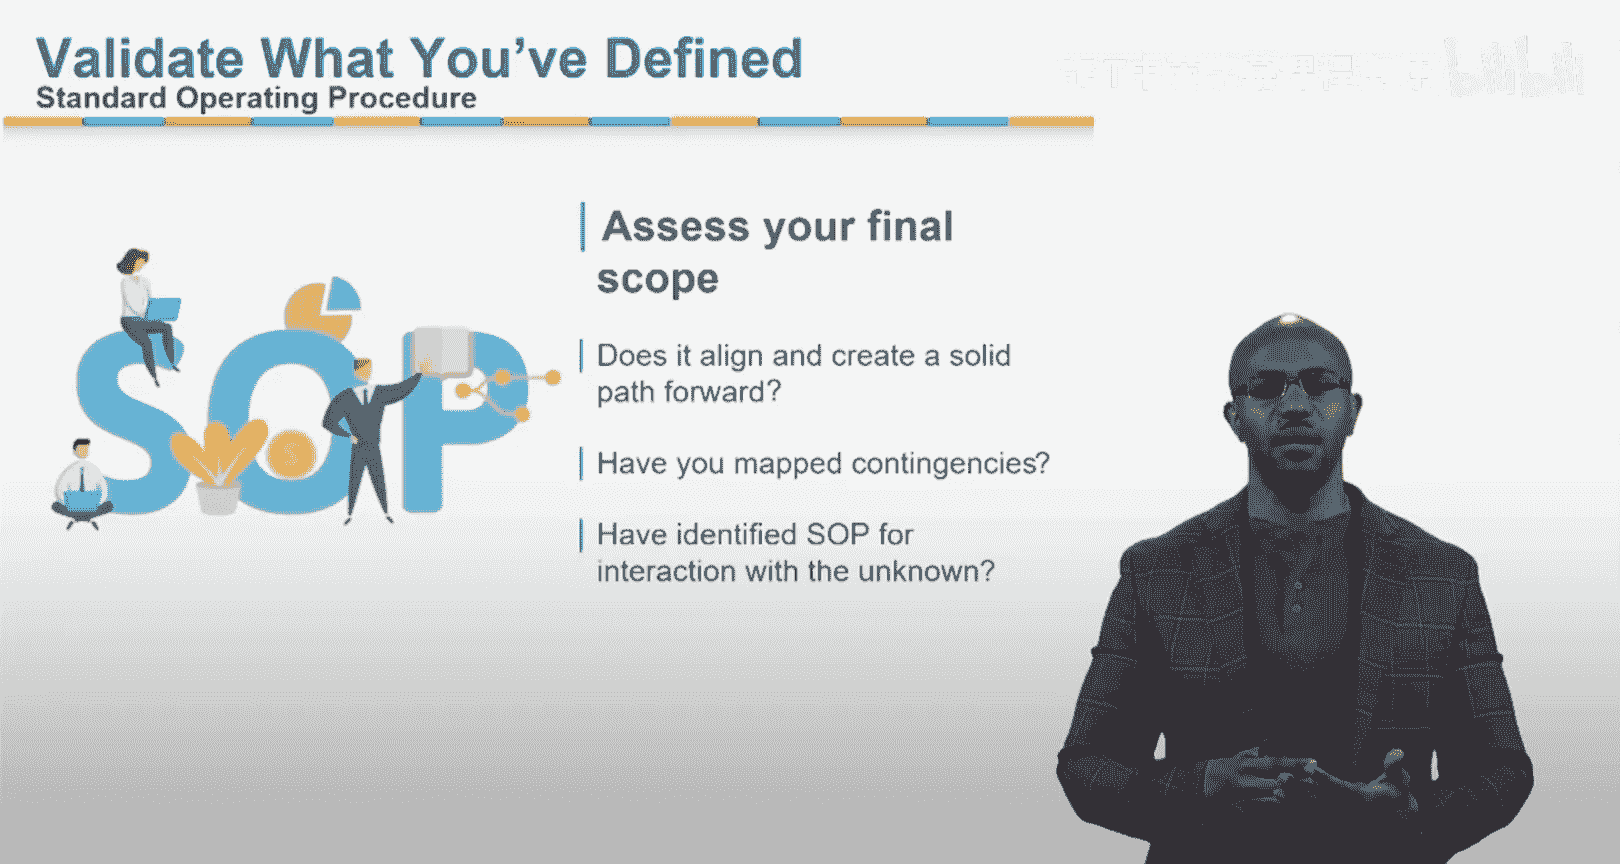 Validate What You've Defined
Standard Operating Procedure
Assess your final
scope
Does it align and create a solid
path forward?
Have you mapped contingencies?
Have identified SOP for
interaction with the unknown?
SOP
$
bilibili